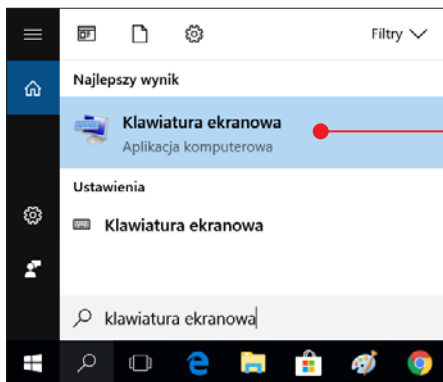 Filtry
Najlepszy wynik
Klawiatura ekranowa
Aplikacja komputerowa
Ustawienia
Klawiatura ekranowa
klawiatura ekranowa